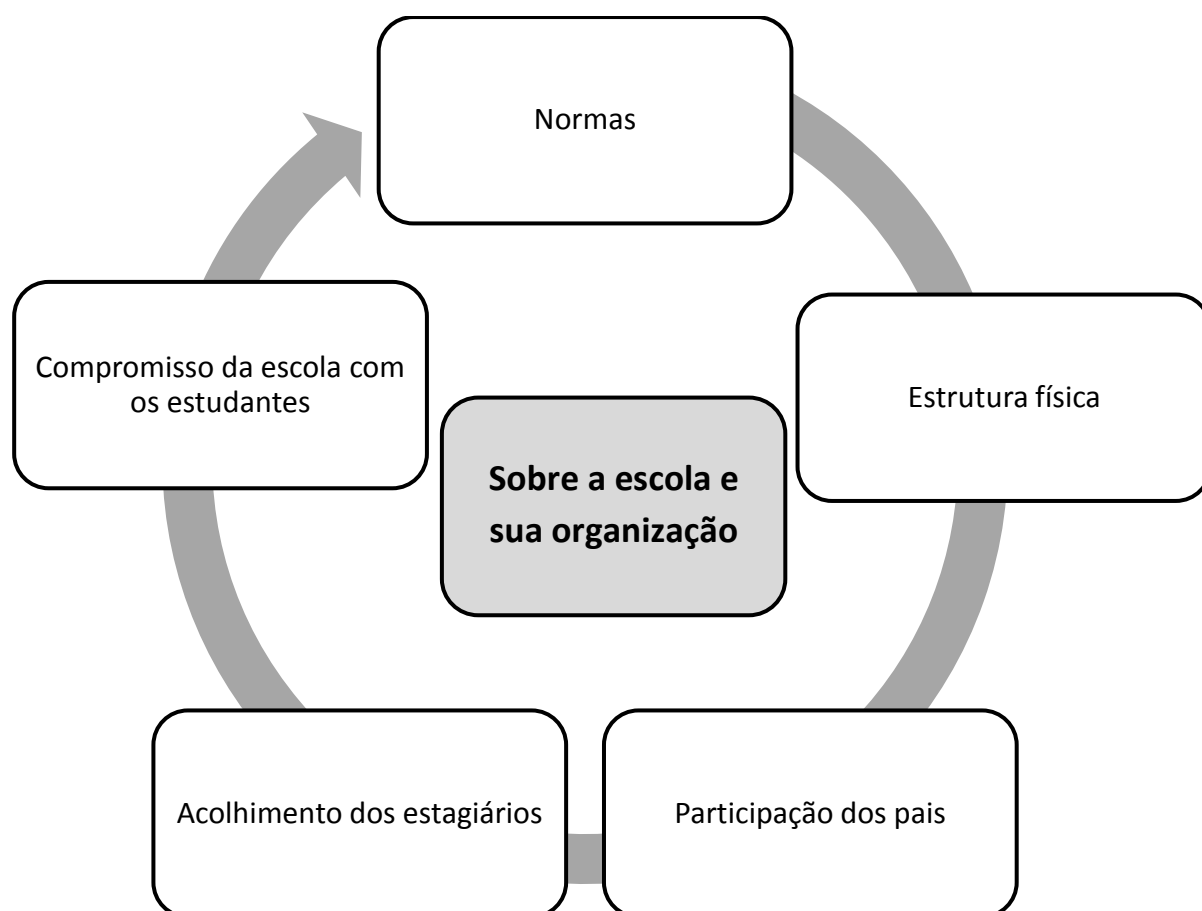 Normas
Estrutura física
Participação dos pais
Acolhimento dos estagiários
Compromisso da escola com
os estudantes
Sobre a escola e
sua organização